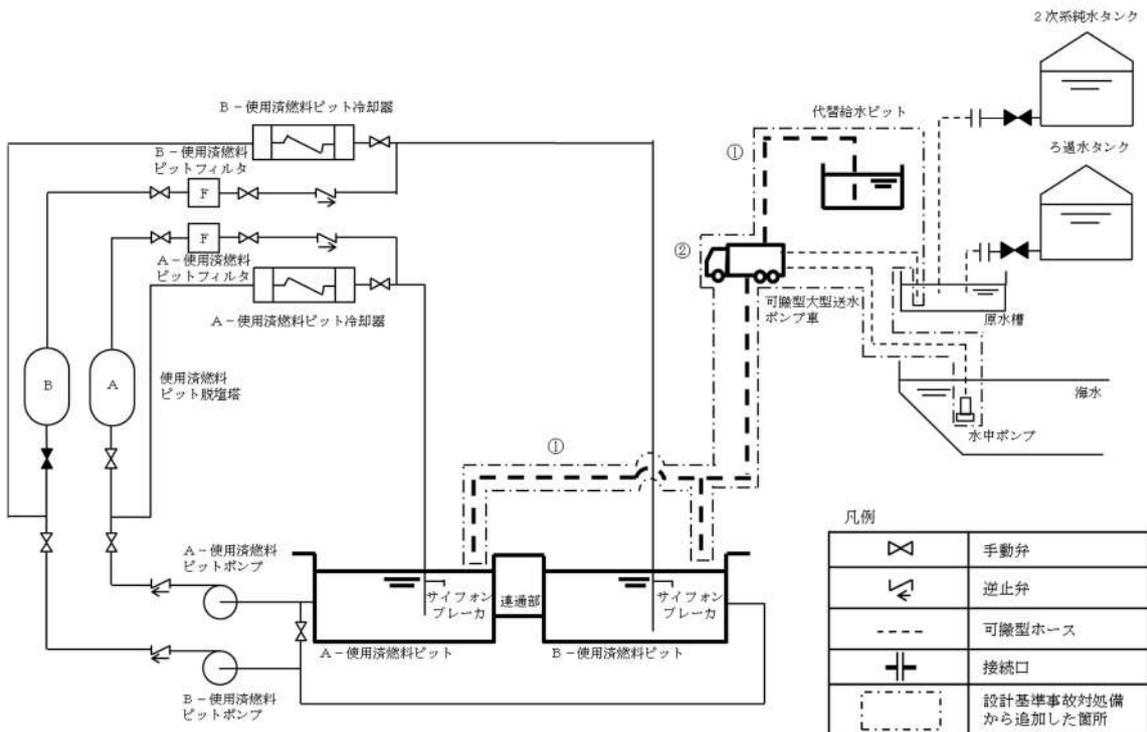 2次系純水タンク
B-使用済燃料ピット冷却器
代替給水ピット
①
B-使用済燃料
ピットフィルタ
ろ過水タンク
F
F
②
A-使用済燃料
ピットフィルタ
A-使用済燃料ピット冷却器
可搬型大型送水
ポンプ車
原水槽
B
A
使用済燃料
ピット脱塩塔
海水
水中ポンプ
①
凡例
手動弁
逆止弁
可搬型ホース
接続口
設計基準事故対処備
から追加した箇所
A-使用済燃料
ピットポンプ
サイフォン
ブレーカ
連通部
サイフォン
ブレーカ
A-使用済燃料ピット
B-使用済燃料ピット
B-使用済燃料
ピットポンプ